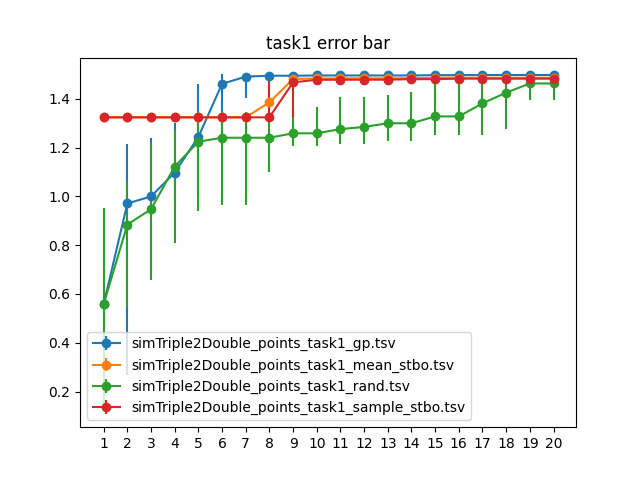 task1 error bar
1.4
1.2
1.0
0.8
0.6
0.4
0.2
simTriple2Double_points_task1_gp.tsv
simTriple2Double_points_task1_mean_stbo.tsv
simTriple2Double_points_task1_rand.tsv
simTriple2Double_points_task1_sample_stbo.tsv
1 2 3 4 5 6 7 8 9 10 11 12 13 14 15 16 17 18 19 20